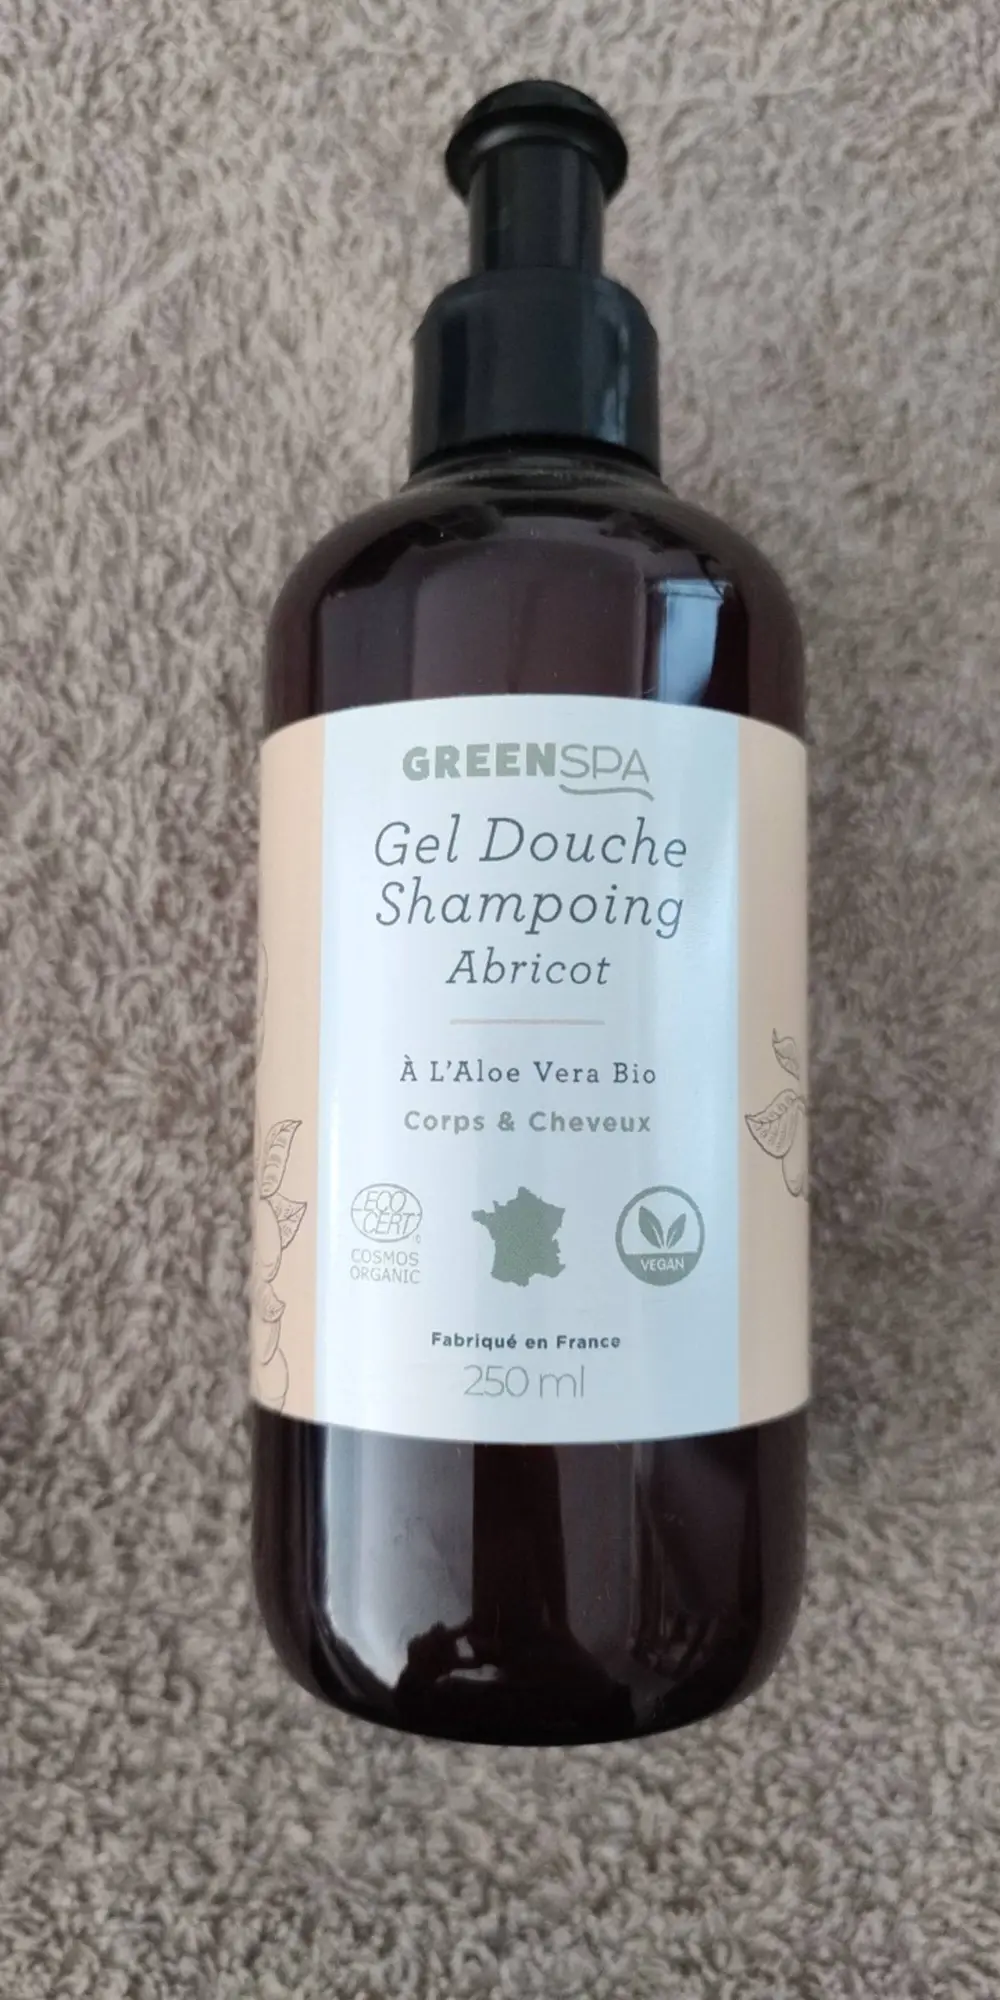 GREENSPA
Gel Douche
Shampoing
Abricot
À L'Aloe Vera Bio
Corps & Cheveux
ECO
CERT
COSMOS
ORGANIC
VEGAN
Fabriqué en France
250 ml